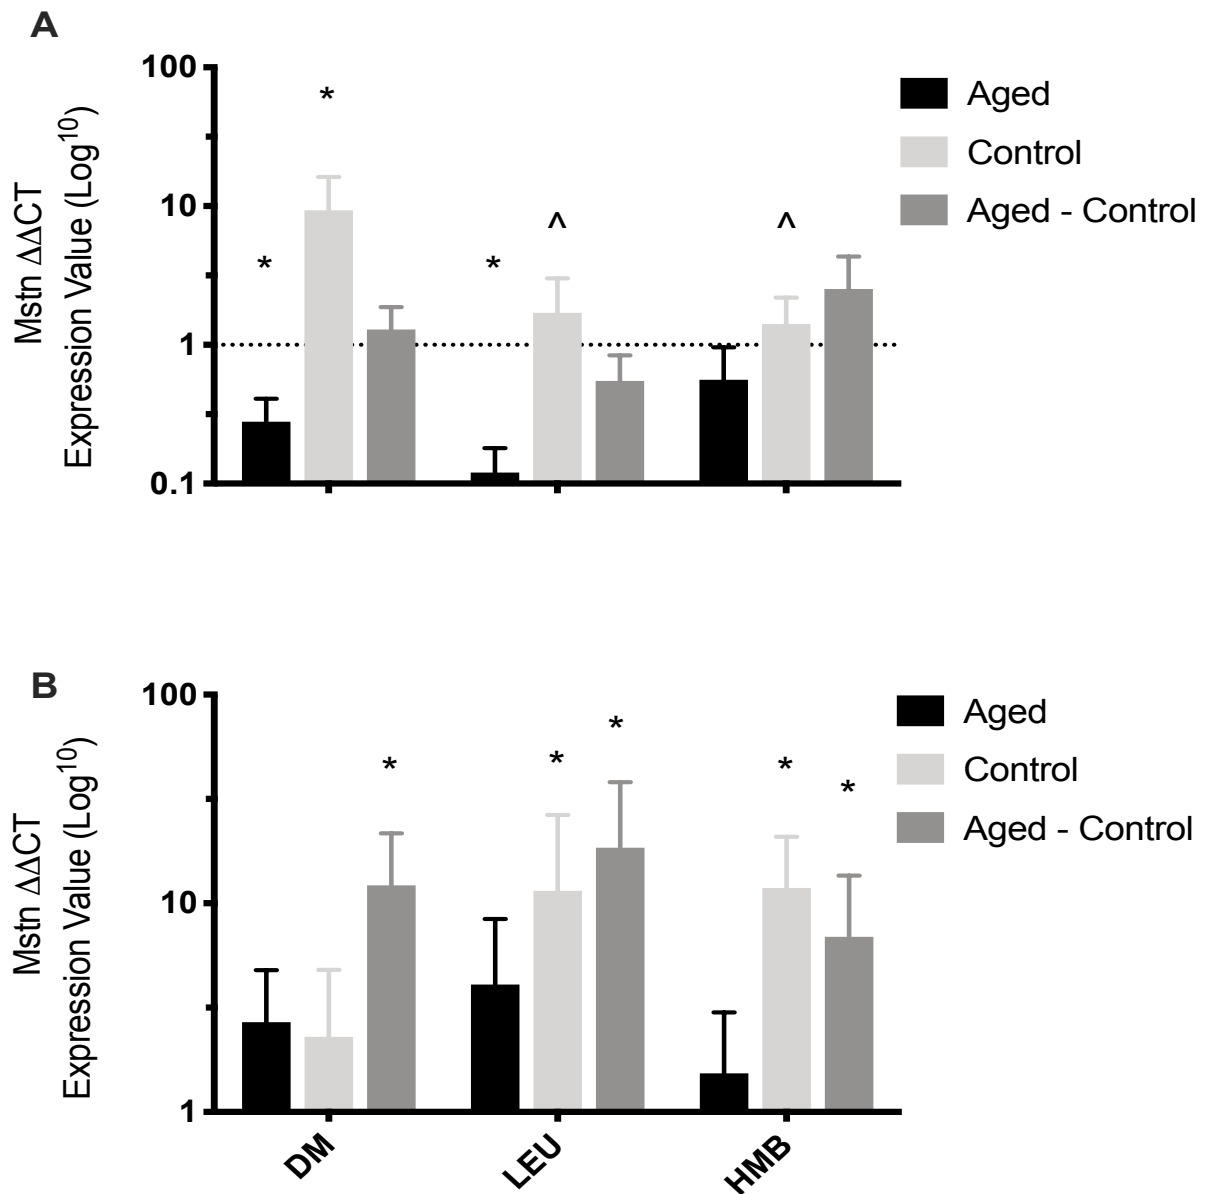 A
100
10
1
0.1
Mstn ΔΔCT
Expression Value (Log10)
* * * ^ ^
Aged
Control
Aged - Control
B
100
10
1
Mstn ΔΔCT
Expression Value (Log10)
* * * * *
Aged
Control
Aged - Control
DM
LEU
HMB